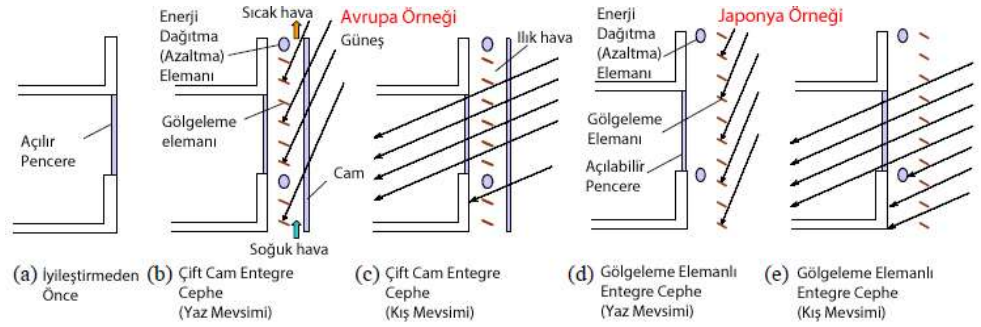 Açılır
Pencere
(a) İyileştirmeden
Önce
Enerji
Dağıtma
(Azaltma)
Elemanı
Sıcak hava
Gölgeleme
elemanı
Cam
Soğuk hava
(b) Çift Cam Entegre
Cephe
(Yaz Mevsimi)
Avrupa Örneği
Güneş
Ilık hava
(c) Çift Cam Entegre
Cephe
(Kış Mevsimi)
Enerji
Dağıtma
(Azaltma)
Elemanı
Japonya Örneği
Gölgeleme
Elemanı
Açılabilir
Pencere
(d) Gölgeleme Elemanlı
Entegre Cephe
(Yaz Mevsimi)
(e) Gölgeleme Elemanlı
Entegre Cephe
(Kış Mevsimi)